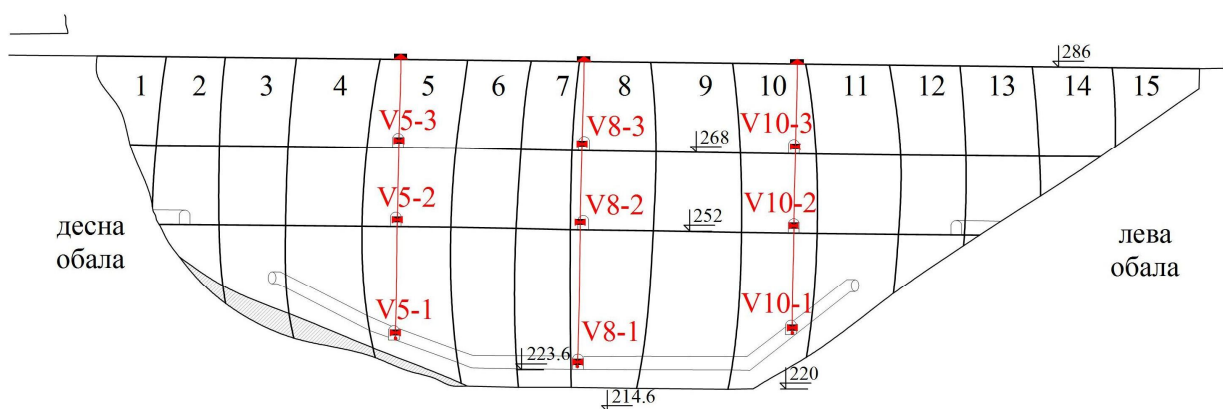 286
1 2 3 4 5 6 7 8 9 10 11 12 13 14 15
V5-3 V8-3 V10-3
268
V5-2 V8-2 V10-2
252
десна
обала
лева
обала
V5-1 V8-1 V10-1
223.6
220
214.6